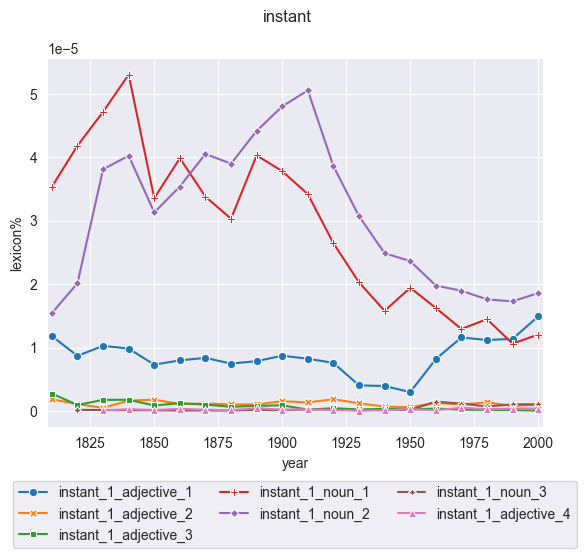 instant
1e−5
5
4
3
2
1
0
lexicon%
1825 1850 1875 1900 1925 1950 1975 2000
year
instant_1_adjective_1 instant_1_noun_1 instant_1_noun_3
instant_1_adjective_2 instant_1_noun_2 instant_1_adjective_4
instant_1_adjective_3